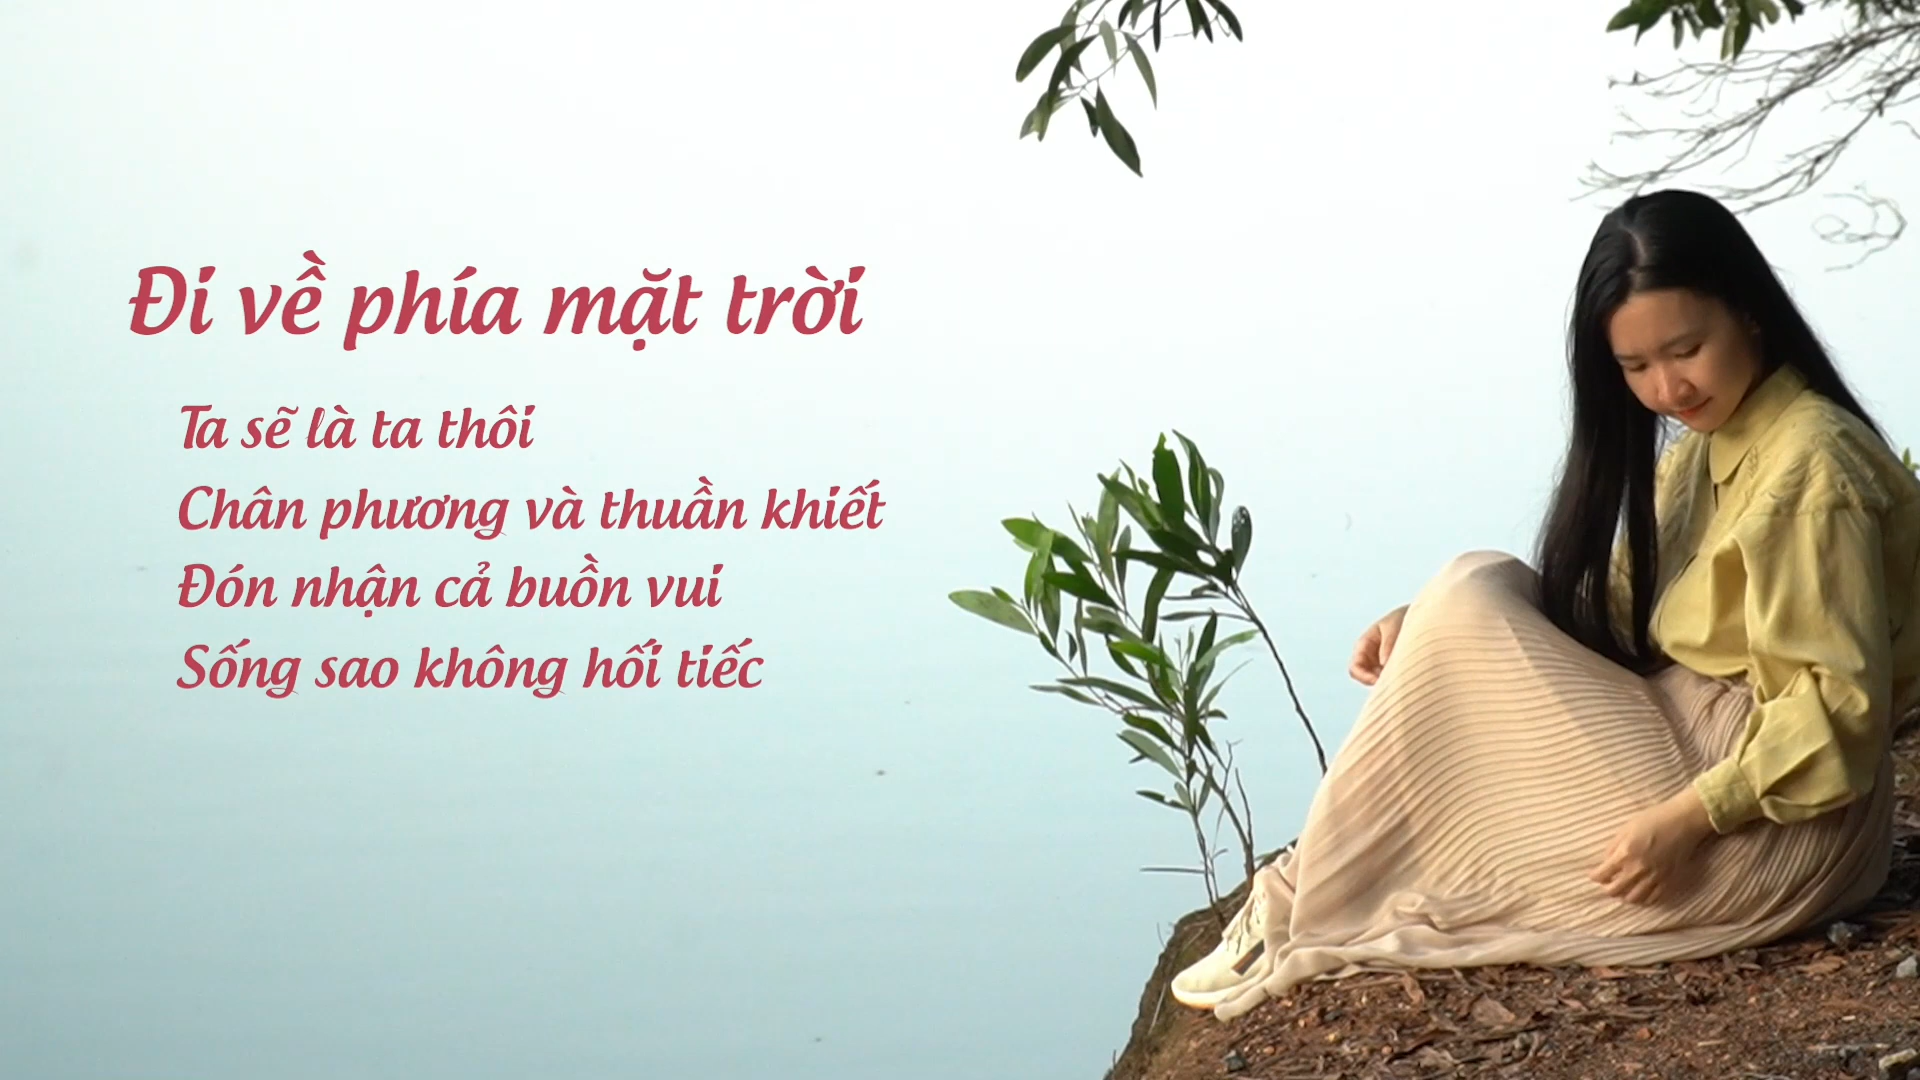 Đi về phía mặt trời
Ta sẽ là ta thôi
Chân phương và thuần khiết
Đón nhận cả buồn vui
Sống sao không hối tiếc